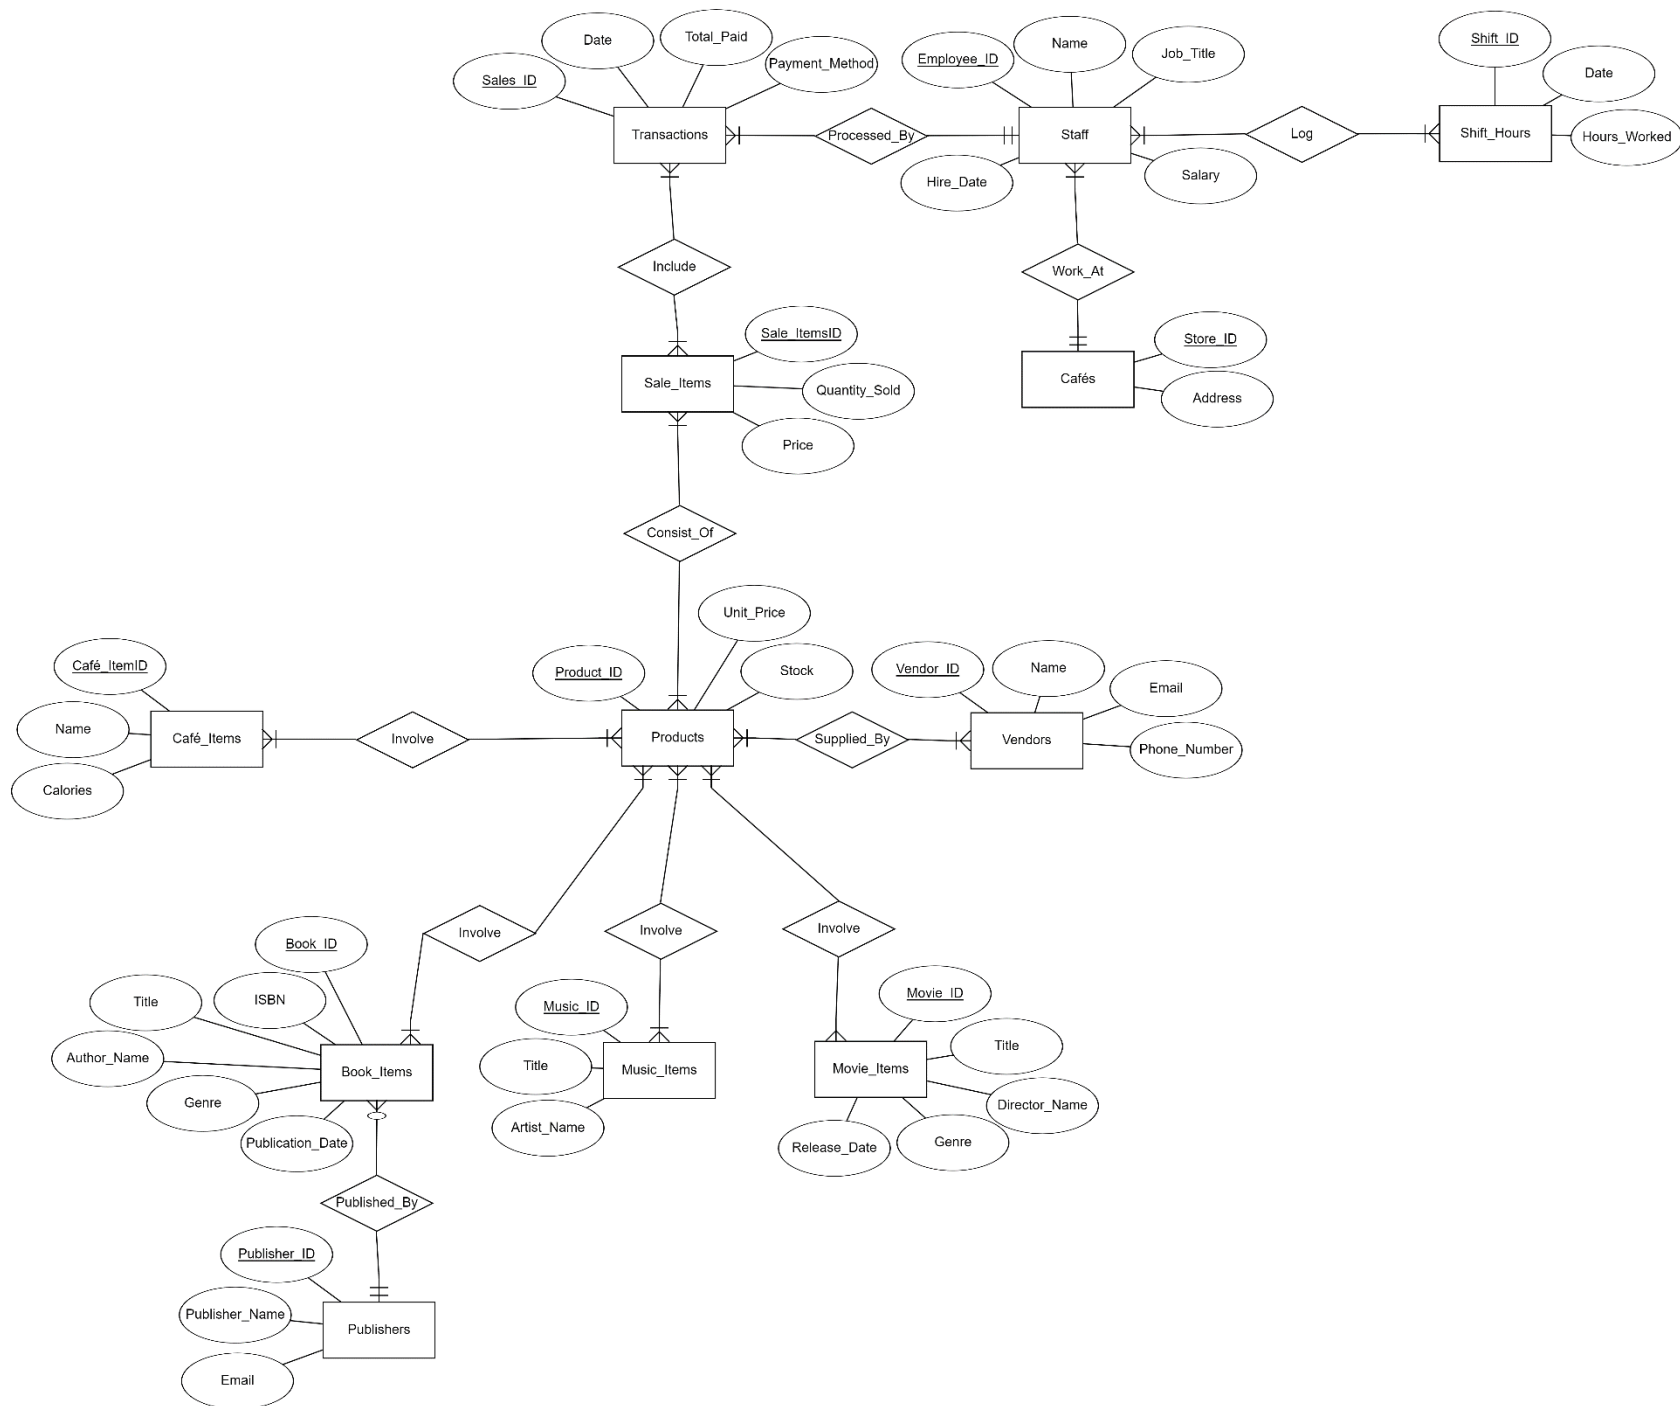 Sales_ID
Date
Total_Paid
Payment_Method
Transactions
Processed_By
Employee_ID
Name
Job_Title
Staff
Hire_Date
Salary
Log
Shift_ID
Date
Hours_Worked
Shift_Hours
Include
Work_At
Sale_ItemsID
Sale_Items
Quantity_Sold
Price
Store_ID
Cafés
Address
Consist_Of
Unit_Price
Product_ID
Stock
Products
Café_ItemID
Name
Café_Items
Calories
Involve
Supplied_By
Vendor_ID
Name
Email
Vendors
Phone_Number
Involve
Involve
Involve
Book_ID
ISBN
Title
Author_Name
Book_Items
Genre
Publication_Date
Music_ID
Title
Music_Items
Artist_Name
Movie_ID
Title
Movie_Items
Director_Name
Genre
Release_Date
Published_By
Publisher_ID
Publisher_Name
Publishers
Email